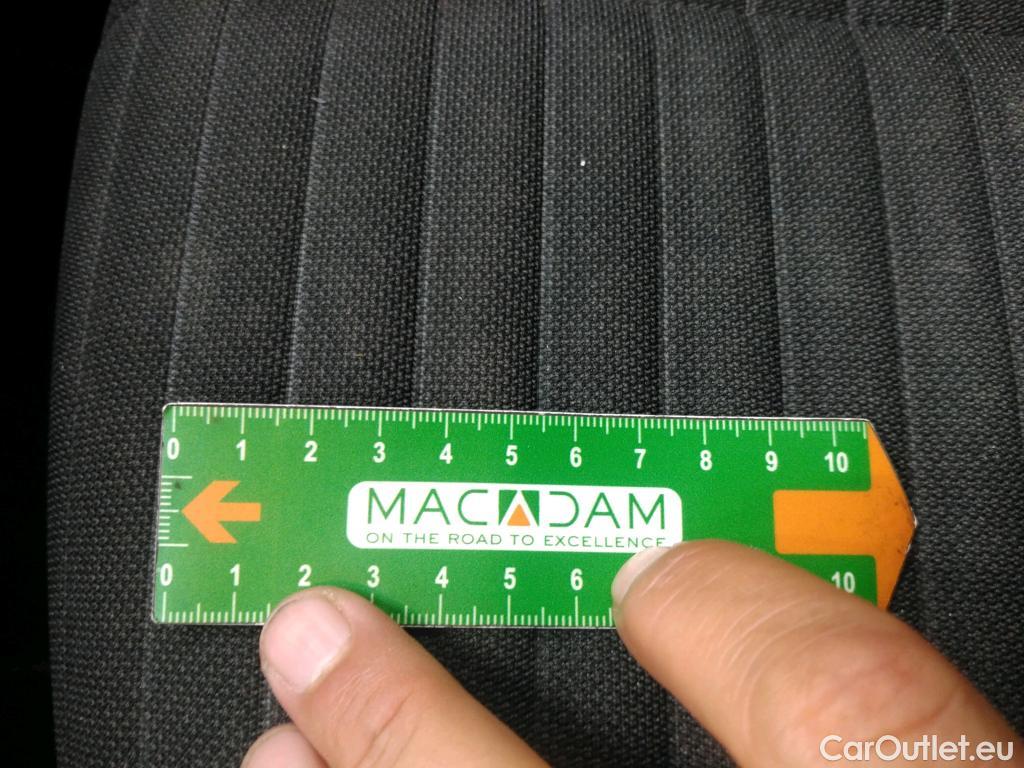 0 1 2 3 4 5 6 7 8 9 10
MACADAM
ON THE ROAD TO EXCELLENCE
0 1 2 3 4 5 6 10
CarOutlet.eu